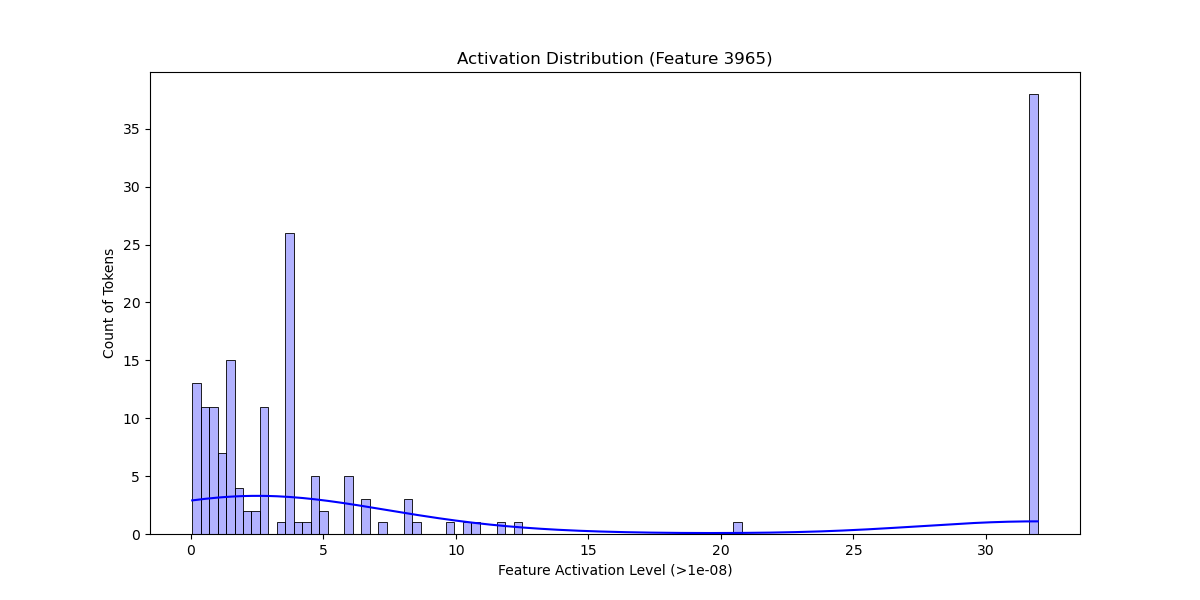 Activation Distribution (Feature 3965)
Count of Tokens
35
30
25
20
15
10
5
0
0 5 10 15 20 25 30
Feature Activation Level (>1e-08)